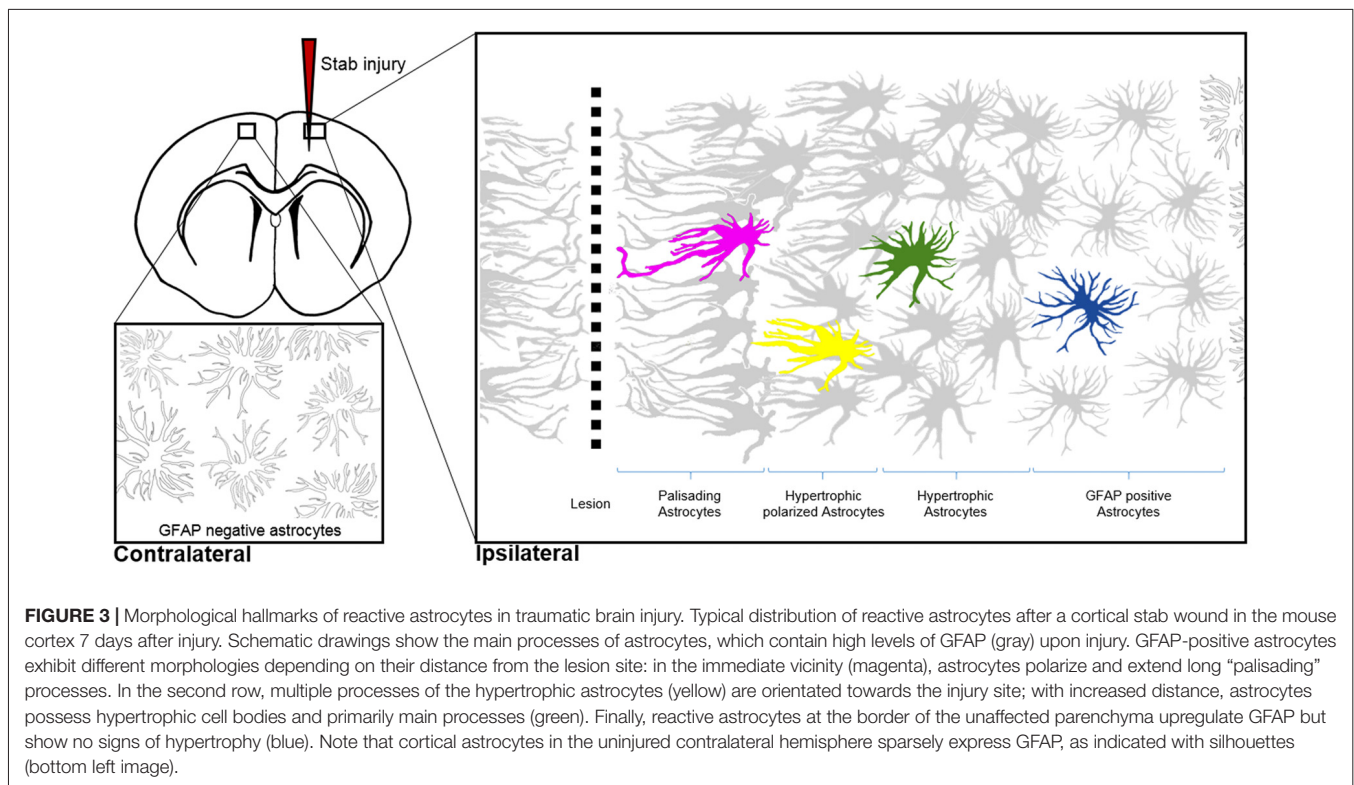 Stab injury
GFAP negative astrocytes
Contralateral
Lesion
Palisading
Astrocytes
Hypertrophic
polarized Astrocytes
Hypertrophic
Astrocytes
GFAP positive
Astrocytes
Ipsilateral
FIGURE 3 | Morphological hallmarks of reactive astrocytes in traumatic brain injury. Typical distribution of reactive astrocytes after a cortical stab wound in the mouse
cortex 7 days after injury. Schematic drawings show the main processes of astrocytes, which contain high levels of GFAP (gray) upon injury. GFAP-positive astrocytes
exhibit different morphologies depending on their distance from the lesion site: in the immediate vicinity (magenta), astrocytes polarize and extend long “palisading”
processes. In the second row, multiple processes of the hypertrophic astrocytes (yellow) are orientated towards the injury site; with increased distance, astrocytes
possess hypertrophic cell bodies and primarily main processes (green). Finally, reactive astrocytes at the border of the unaffected parenchyma upregulate GFAP but
show no signs of hypertrophy (blue). Note that cortical astrocytes in the uninjured contralateral hemisphere sparsely express GFAP, as indicated with silhouettes
(bottom left image).